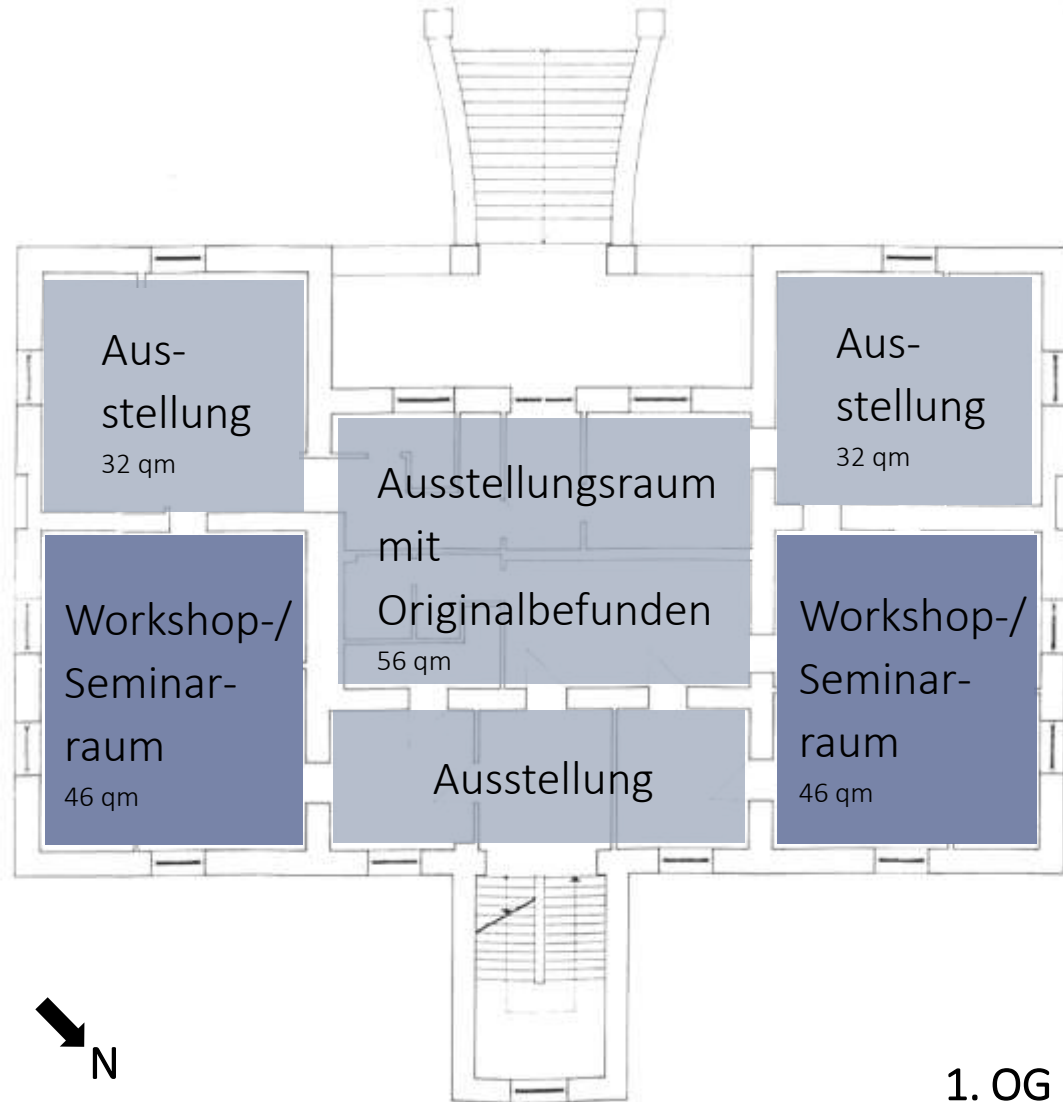 Aus-
stellung
32 qm
Aus-
stellung
32 qm
Ausstellungsraum
mit
Originalbefunden
56 qm
Workshop-/
Seminar-
raum
46 qm
Workshop-/
Seminar-
raum
46 qm
Ausstellung
N
1. OG